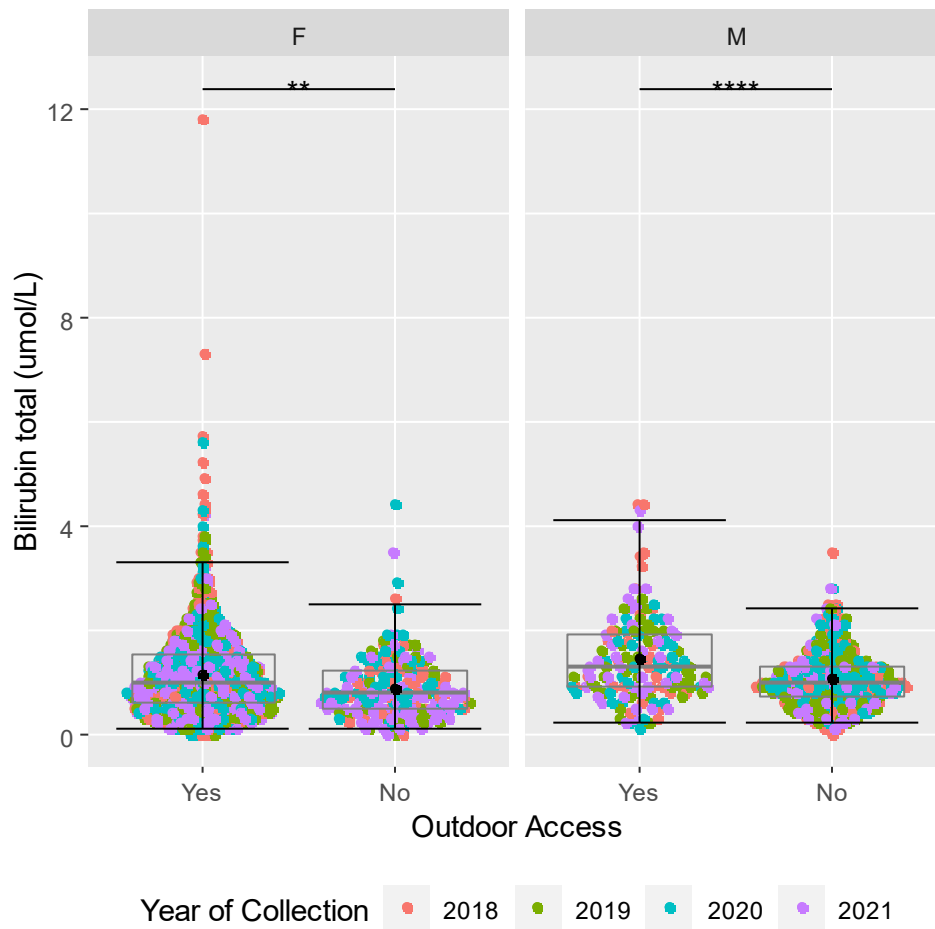 F
M
**
****
12
8
4
0
Bilirubin total (umol/L)
Yes
No
Yes
No
Outdoor Access
Year of Collection 2018 2019 2020 2021